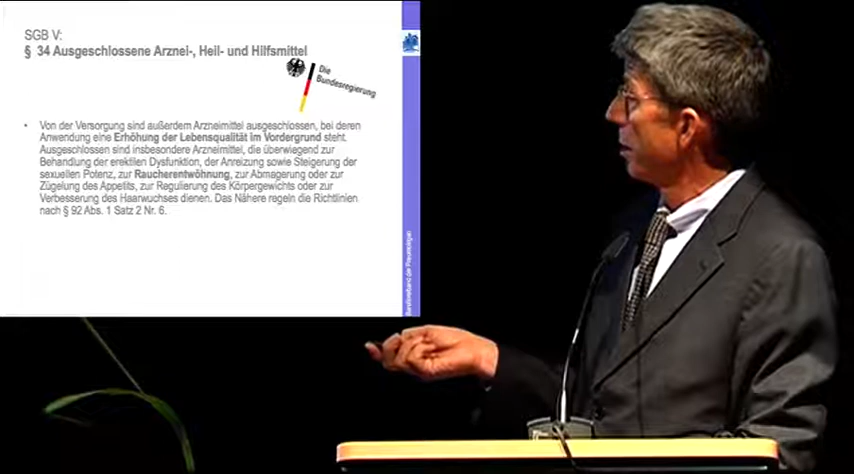 SGB V:
§ 34 Ausgeschlossene Arznei-, Heil- und Hilfsmittel
Die
Bundesregierung
• Von der Versorgung sind außerdem Arzneimittel ausgeschlossen, bei deren
Anwendung eine Erhöhung der Lebensqualität im Vordergrund steht.
Ausgeschlossen sind insbesondere Arzneimittel, die überwiegend zur
Behandlung der erektilen Dysfunktion, der Anreizung sowie Steigerung der
sexuellen Potenz, zur Raucherentwöhnung, zur Abmagerung oder zur
Zügelung des Appetits, zur Regulierung des Körpergewichts oder zur
Verbesserung des Haarwuchses dienen. Das Nähere regeln die Richtlinien
nach § 92 Abs. 1 Satz 2 Nr. 6.
Bundesverband der Pneumologen